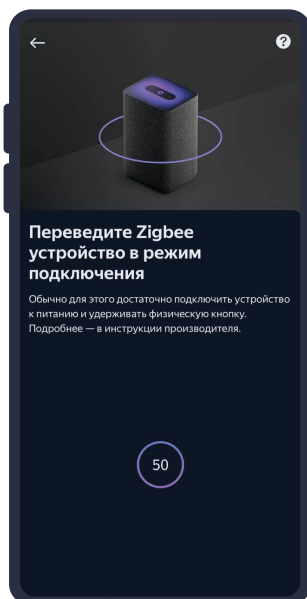 Переведите Zigbee
устройство в режим
подключения
Обычно для этого достаточно подключить устройство
к питанию и удерживать физическую кнопку.
Подробнее — в инструкции производителя.
50